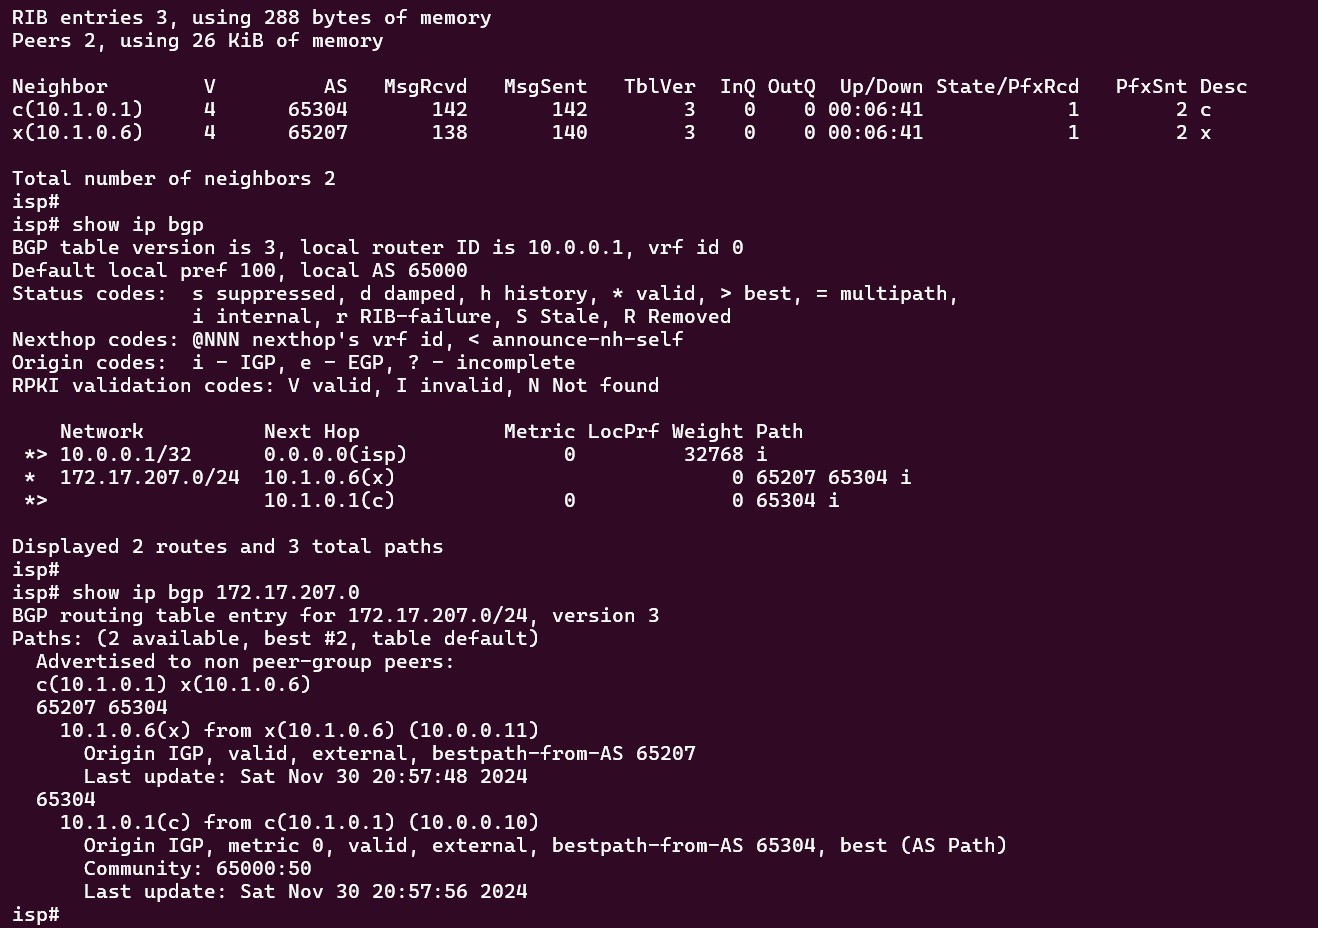 RIB entries 3, using 288 bytes of memory
Peers 2, using 26 KiB of memory
Neighbor        V         AS   MsgRcvd   MsgSent   TblVer  InQ OutQ  Up/Down State/PfxRcd   PfxSnt Desc
c(10.1.0.1)     4      65304       142       142        3    0    0 00:06:41            1        2 c
x(10.1.0.6)     4      65207       138       140        3    0    0 00:06:41            1        2 x
Total number of neighbors 2
isp#
isp# show ip bgp
BGP table version is 3, local router ID is 10.0.0.1, vrf id 0
Default local pref 100, local AS 65000
Status codes:  s suppressed, d damped, h history, * valid, > best, = multipath,
               i internal, r RIB-failure, S Stale, R Removed
Nexthop codes: @NNN nexthop's vrf id, < announce-nh-self
Origin codes:  i - IGP, e - EGP, ? - incomplete
RPKI validation codes: V valid, I invalid, N Not found
    Network          Next Hop            Metric LocPrf Weight Path
 *> 10.0.0.1/32      0.0.0.0(isp)             0         32768 i
 *  172.17.207.0/24  10.1.0.6(x)                            0 65207 65304 i
 *>                  10.1.0.1(c)              0             0 65304 i
Displayed 2 routes and 3 total paths
isp#
isp# show ip bgp 172.17.207.0
BGP routing table entry for 172.17.207.0/24, version 3
Paths: (2 available, best #2, table default)
  Advertised to non peer-group peers:
  c(10.1.0.1) x(10.1.0.6)
  65207 65304
    10.1.0.6(x) from x(10.1.0.6) (10.0.0.11)
      Origin IGP, valid, external, bestpath-from-AS 65207
      Last update: Sat Nov 30 20:57:48 2024
  65304
    10.1.0.1(c) from c(10.1.0.1) (10.0.0.10)
      Origin IGP, metric 0, valid, external, bestpath-from-AS 65304, best (AS Path)
      Community: 65000:50
      Last update: Sat Nov 30 20:57:56 2024
isp#